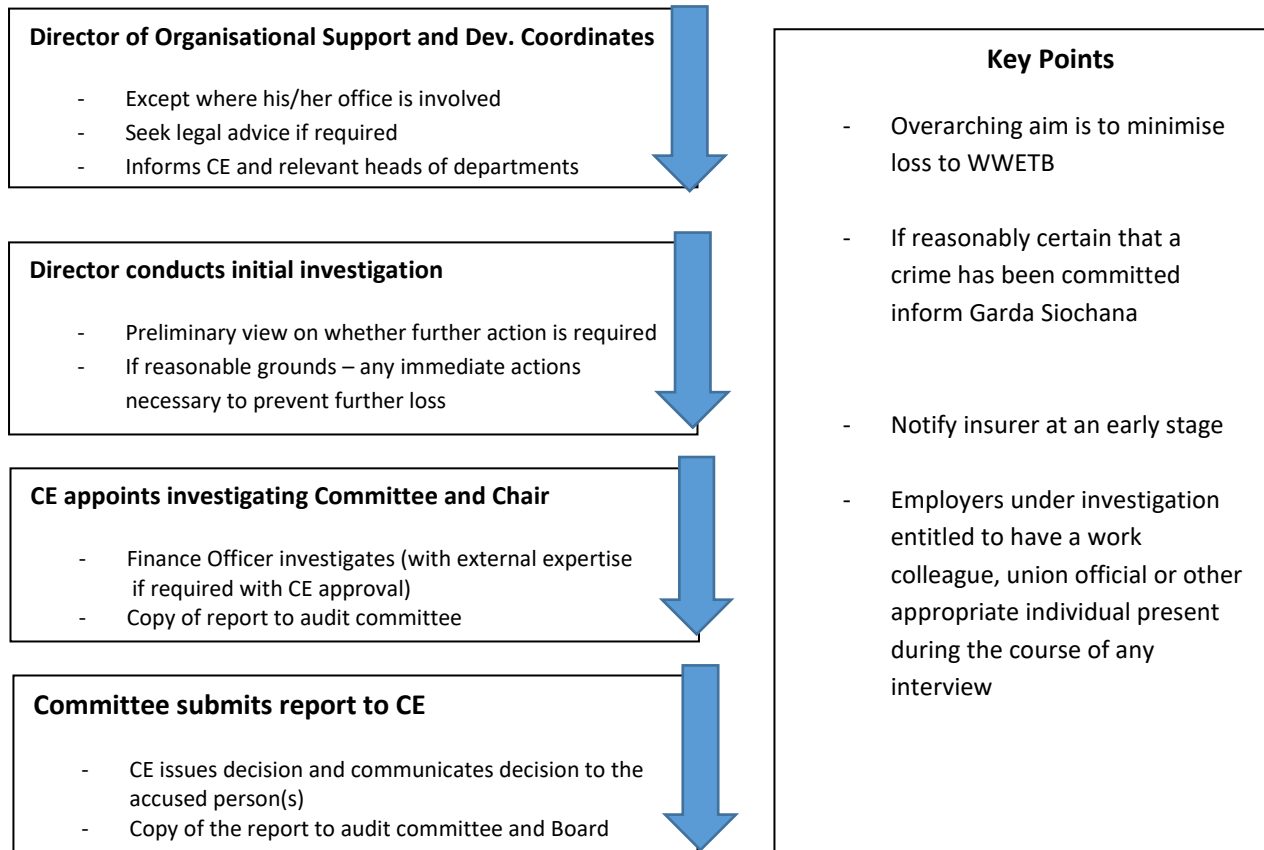 Director of Organisational Support and Dev. Coordinates
- Except where his/her office is involved
- Seek legal advice if required
- Informs CE and relevant heads of departments
Director conducts initial investigation
- Preliminary view on whether further action is required
- If reasonable grounds – any immediate actions
necessary to prevent further loss
CE appoints investigating Committee and Chair
- Finance Officer investigates (with external expertise
if required with CE approval)
- Copy of report to audit committee
Committee submits report to CE
- CE issues decision and communicates decision to the
accused person(s)
- Copy of the report to audit committee and Board
Key Points
- Overarching aim is to minimise
loss to WWETB
- If reasonably certain that a
crime has been committed
inform Garda Siochana
- Notify insurer at an early stage
- Employers under investigation
entitled to have a work
colleague, union official or other
appropriate individual present
during the course of any
interview